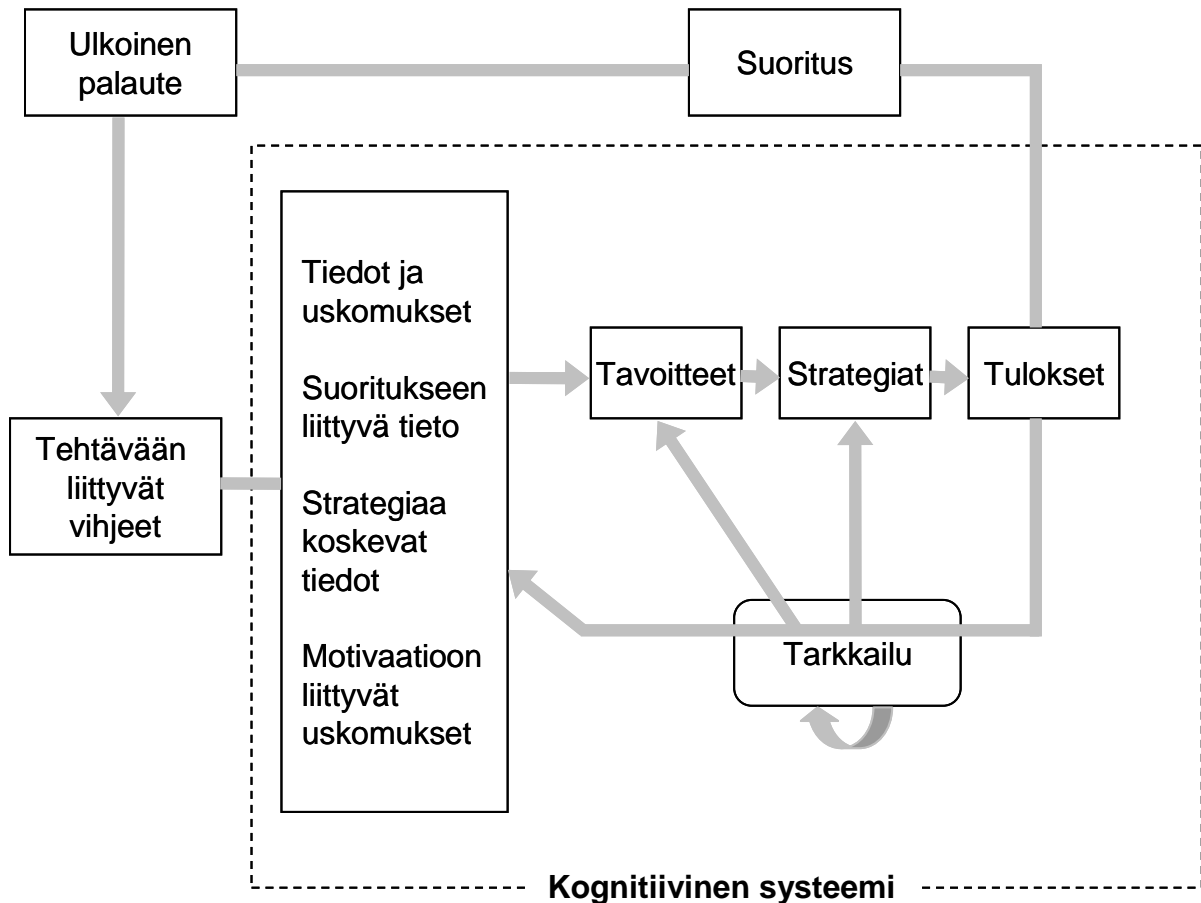 Ulkoinen
palaute
Suoritus
Tiedot ja
uskomukset
Suoritukseen
liittyvä tieto
Strategiaa
koskevat
tiedot
Motivaatioon
liittyvät
uskomukset
Tavoitteet
Strategiat
Tulokset
Tehtävään
liittyvät
vihjeet
Tarkkailu
Kognitiivinen systeemi